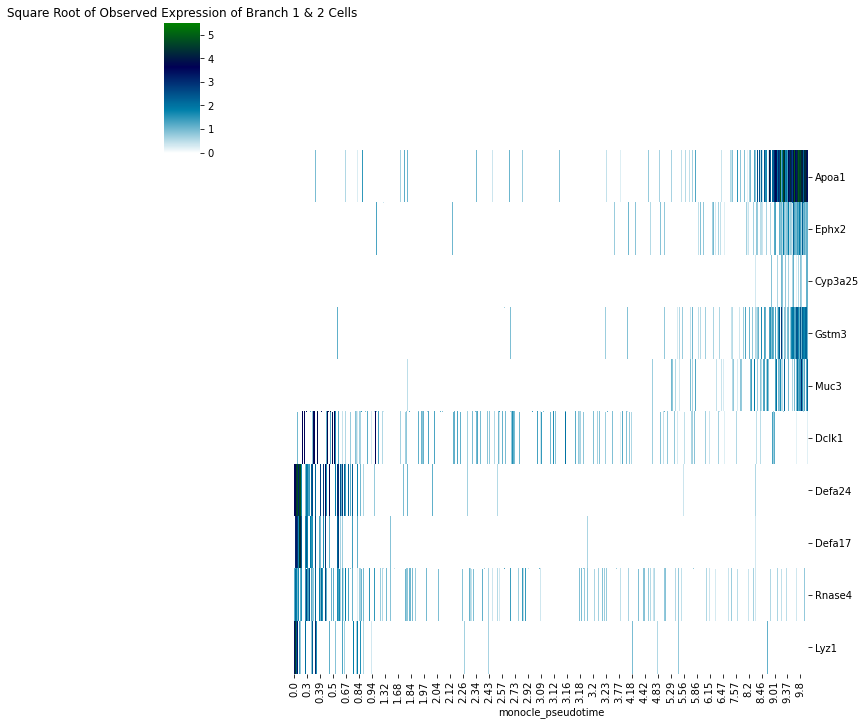 Square Root of Observed Expression of Branch 1 & 2 Cells
5
4
3
2
1
0
Apoa1
Ephx2
Cyp3a25
Gstm3
Muc3
Dclk1
Defa24
Defa17
Rnase4
Lyz1
0.0 0.3 0.39 0.5 0.67 0.84 0.94 1.32 1.68 1.84 1.97 2.04 2.12 2.26 2.34 2.43 2.57 2.73 2.92 3.09 3.12 3.16 3.18 3.2 3.23 3.77 4.18 4.42 4.83 5.29 5.56 5.86 6.15 6.47 7.57 8.2 8.46 9.01 9.37 9.8
monocle_pseudotime